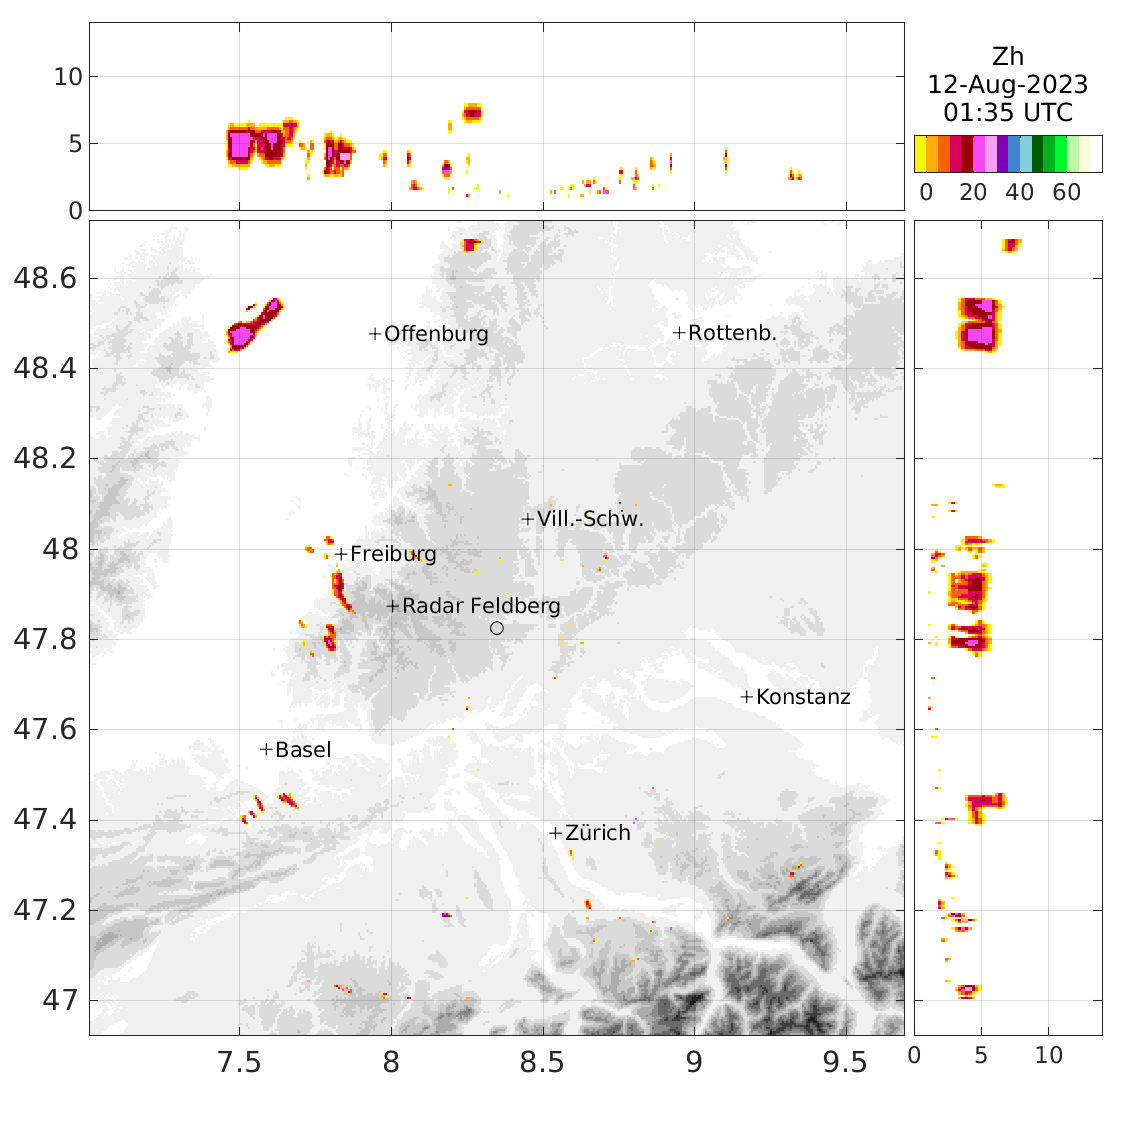 Zh
12-Aug-2023
01:35 UTC
10
5
0
0 20 40 60
48.6
Offenburg
Rottenb.
48.4
48.2
Vill.-Schw.
48
Freiburg
Radar Feldberg
47.8
Konstanz
47.6
Basel
47.4
Zürich
47.2
47
7.5 8 8.5 9 9.5
0 5 10